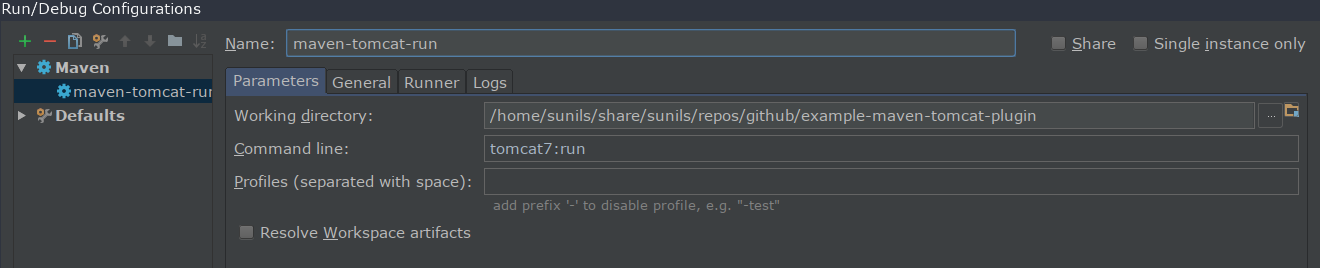 Run/Debug Configurations
Name: maven-tomcat-run
Share
Single instance only
Maven
maven-tomcat-run
Defaults
Parameters General Runner Logs
Working directory: /home/sunils/share/sunils/repos/github/example-maven-tomcat-plugin ...
Command line: tomcat7:run
Profiles (separated with space):
add prefix '-' to disable profile, e.g. "-test"
Resolve Workspace artifacts